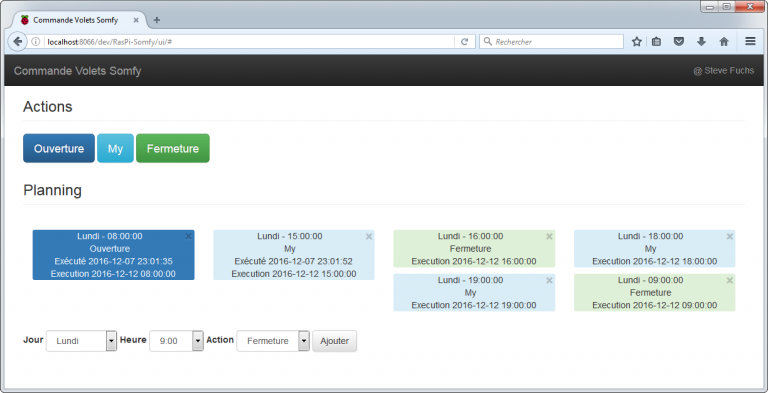 Commande Volets Somfy
localhost:8066/dev/RasPi-Somfy/ui/#
Rechercher
Commande Volets Somfy
@ Steve Fuchs
Actions
Ouverture
My
Fermeture
Planning
Lundi - 08:00:00
Ouverture
Exécuté 2016-12-07 23:01:35
Execution 2016-12-12 08:00:00
Lundi - 15:00:00
My
Exécuté 2016-12-07 23:01:52
Execution 2016-12-12 15:00:00
Lundi - 16:00:00
Fermeture
Execution 2016-12-12 16:00:00
Lundi - 18:00:00
My
Execution 2016-12-12 18:00:00
Lundi - 19:00:00
My
Execution 2016-12-12 19:00:00
Lundi - 09:00:00
Fermeture
Execution 2016-12-12 09:00:00
Jour Lundi Heure 9:00 Action Fermeture Ajouter